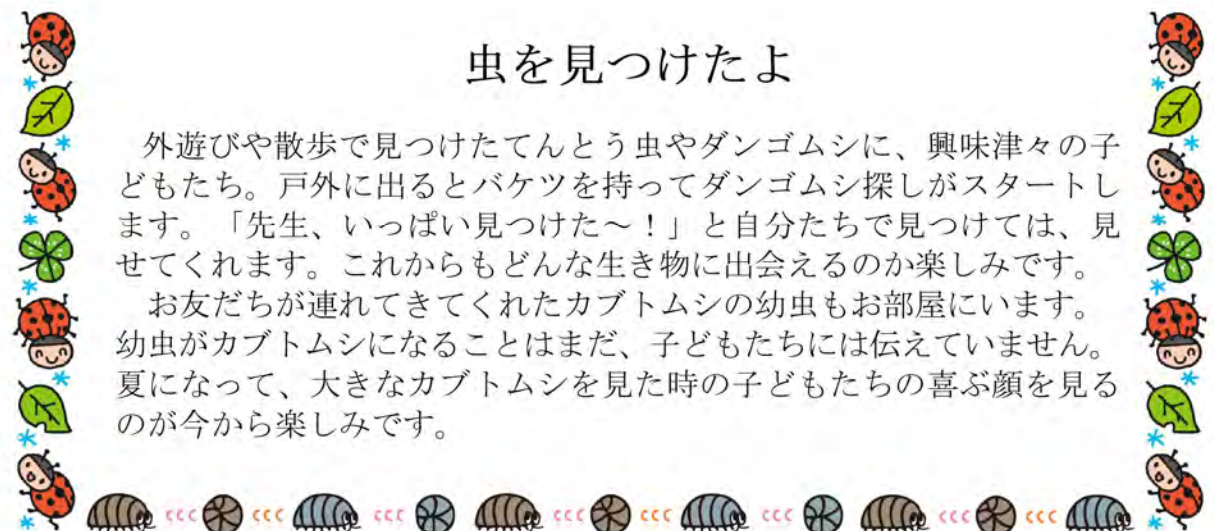 虫を見つけたよ
外遊びや散歩で見つけたてんとう虫やダンゴムシに、興味津々の子
どもたち。戸外に出るとバケツを持ってダンゴムシ探しがスタートし
ます。「先生、いっぱい見つけた～！」と自分たちで見つけては、見
せてくれます。これからもどんな生き物に出会えるのか楽しみです。
お友だちが連れてきてくれたカブトムシの幼虫もお部屋にいます。
幼虫がカブトムシになることはまだ、子どもたちには伝えていません。
夏になって、大きなカブトムシを見た時の子どもたちの喜ぶ顔を見る
のが今から楽しみです。